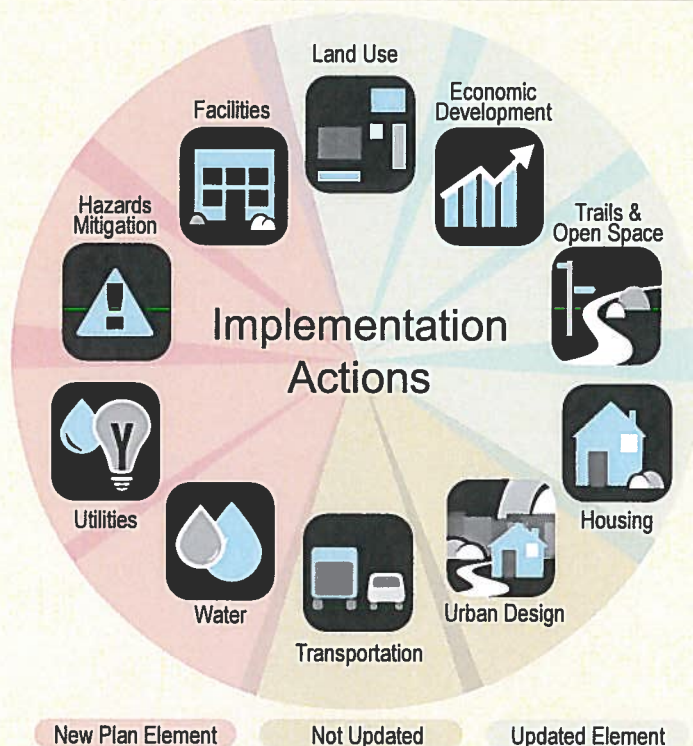 Land Use
Economic
Development
Facilities
Trails &
Open Space
Hazards
Mitigation
Implementation
Actions
Utilities
Housing
Water
Urban Design
Transportation
New Plan Element
Not Updated
Updated Element